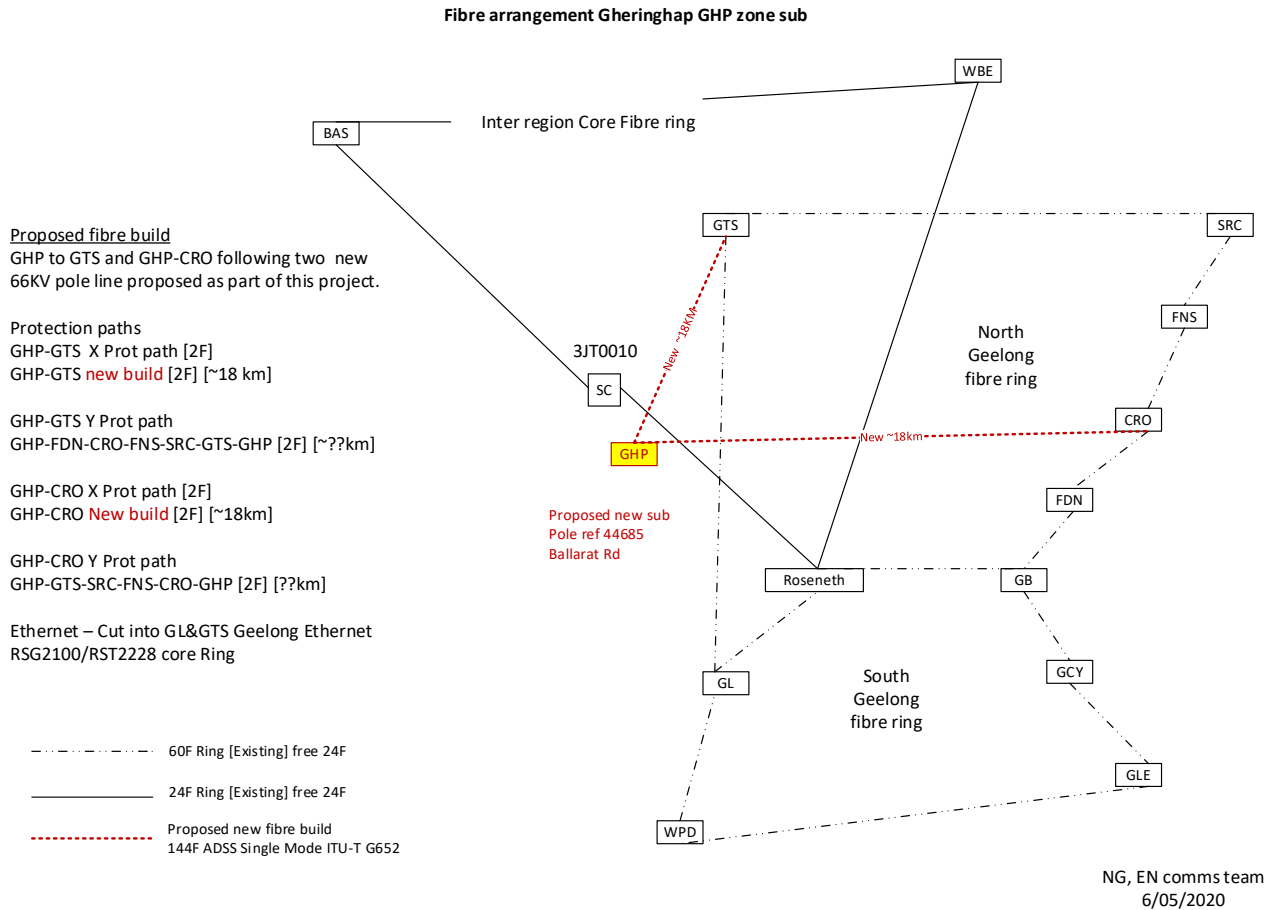 Fibre arrangement Gheringhap GHP zone sub
WBE
BAS
Inter region Core Fibre ring
GTS
SRC
Proposed fibre build
GHP to GTS and GHP-CRO following two new
66KV pole line proposed as part of this project.
Protection paths
GHP-GTS X Prot path [2F]
GHP-GTS new build [2F] [~18 km]
GHP-GTS Y Prot path
GHP-FDN-CRO-FNS-SRC-GTS-GHP [2F] [~??km]
GHP-CRO X Prot path [2F]
GHP-CRO New build [2F] [~18km]
GHP-CRO Y Prot path
GHP-GTS-SRC-FNS-CRO-GHP [2F] [??km]
Ethernet – Cut into GL&GTS Geelong Ethernet
RSG2100/RST2228 core Ring
New ~18KM
FNS
North
Geelong
fibre ring
3JT0010
SC
CRO
New ~18km
GHP
FDN
Proposed new sub
Pole ref 44685
Ballarat Rd
Roseneth
GB
GL
GCY
South
Geelong
fibre ring
GLE
WPD
60F Ring [Existing] free 24F
24F Ring [Existing] free 24F
Proposed new fibre build
144F ADSS Single Mode ITU-T G652
NG, EN comms team
6/05/2020